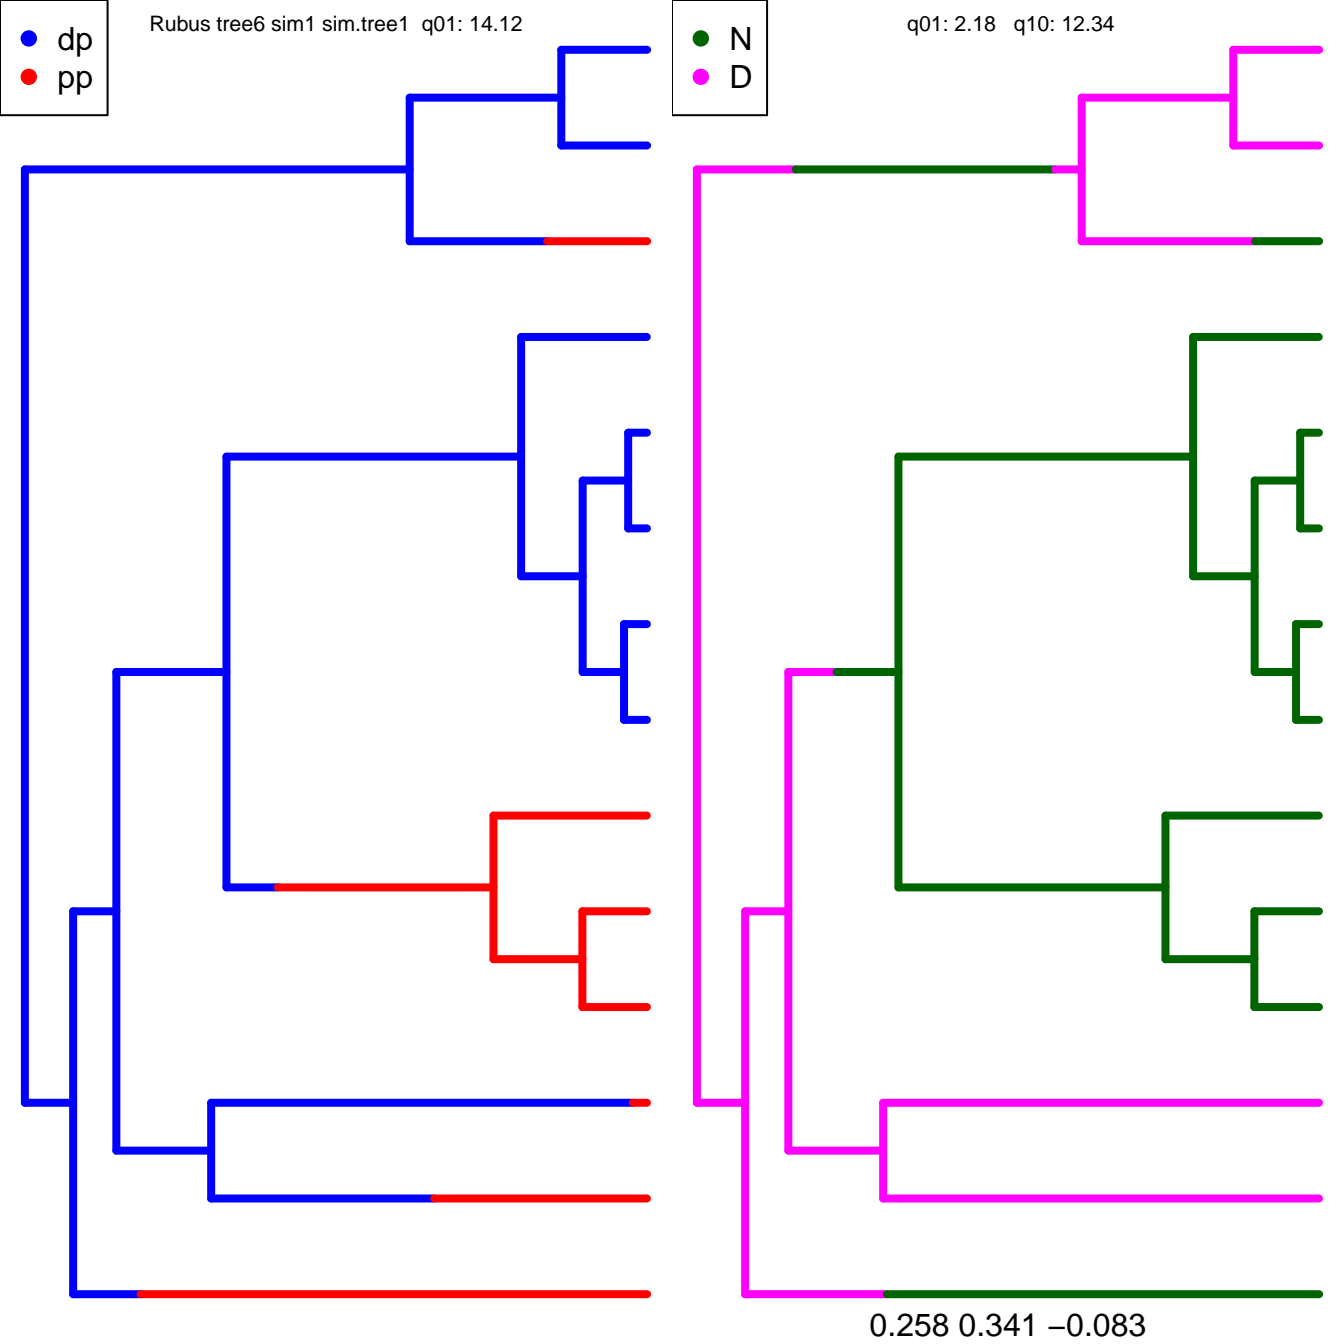 dp
pp
Rubus tree6 sim1 sim.tree1 q01: 14.12
N
D
q01: 2.18 q10: 12.34
0.258 0.341 −0.083